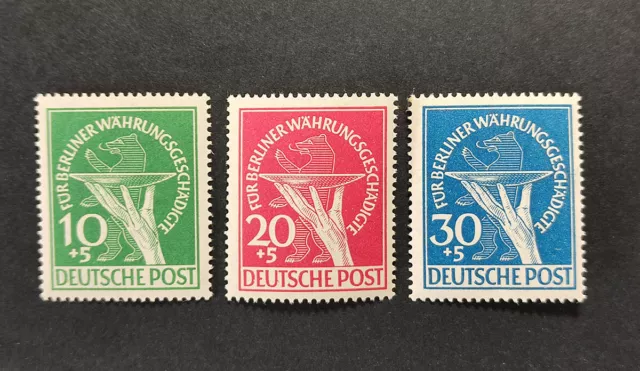 FÜR BERLINER WÄHRUNGSGESCHÄDIGTE
10
+5
DEUTSCHE POST
FÜR BERLINER WÄHRUNGSGESCHÄDIGTE
20
+5
DEUTSCHE POST
FÜR BERLINER WÄHRUNGSGESCHÄDIGTE
30
+5
DEUTSCHE POST